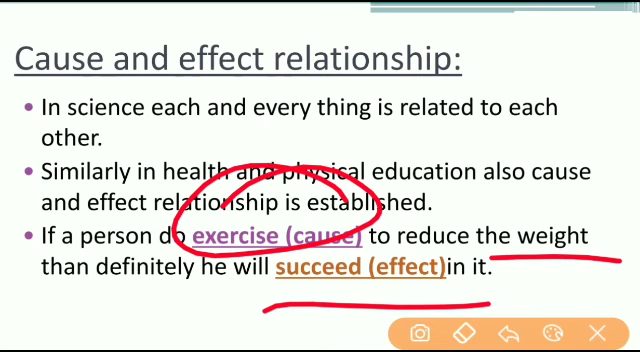 Cause and effect relationship:
• In science each and every thing is related to each
other.
• Similarly in health and physical education also cause
and effect relationship is established.
• If a person do exercise (cause) to reduce the weight
than definitely he will succeed (effect)in it.